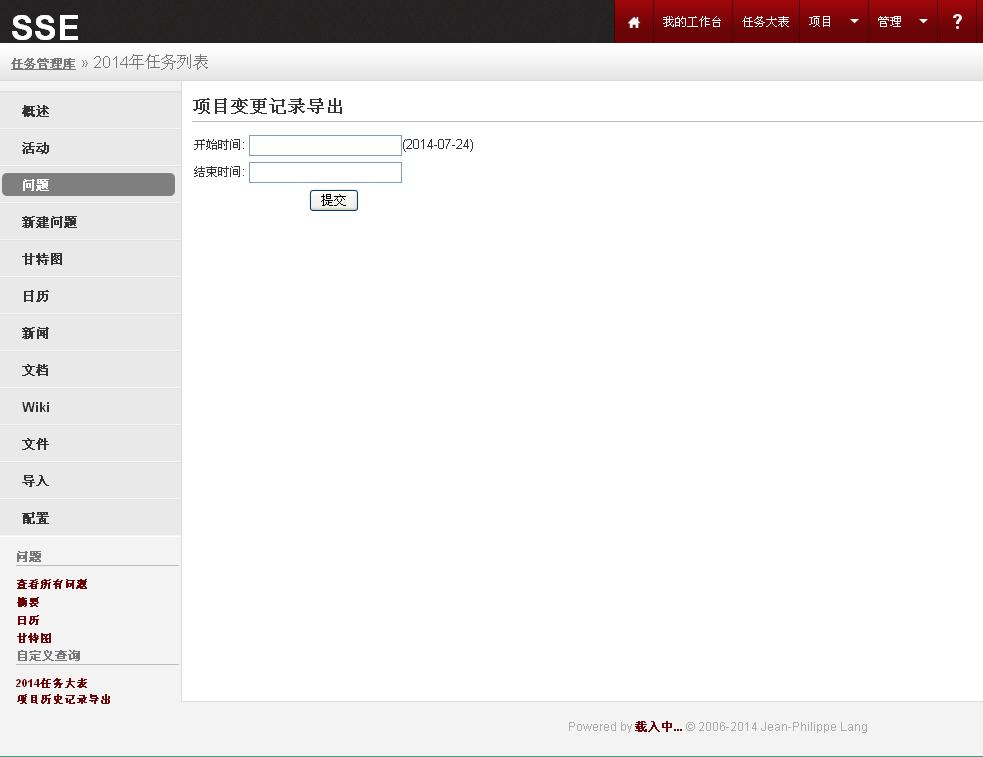 SSE
我的工作台 任务大表 项目 管理 ?
任务管理库 » 2014年任务列表
概述
活动
问题
新建问题
甘特图
日历
新闻
文档
Wiki
文件
导入
配置
问题
查看所有问题
摘要
日历
甘特图
自定义查询
2014任务大表
项目历史记录导出
项目变更记录导出
开始时间: (2014-07-24)
结束时间:
提交
Powered by 载入中... © 2006-2014 Jean-Philippe Lang